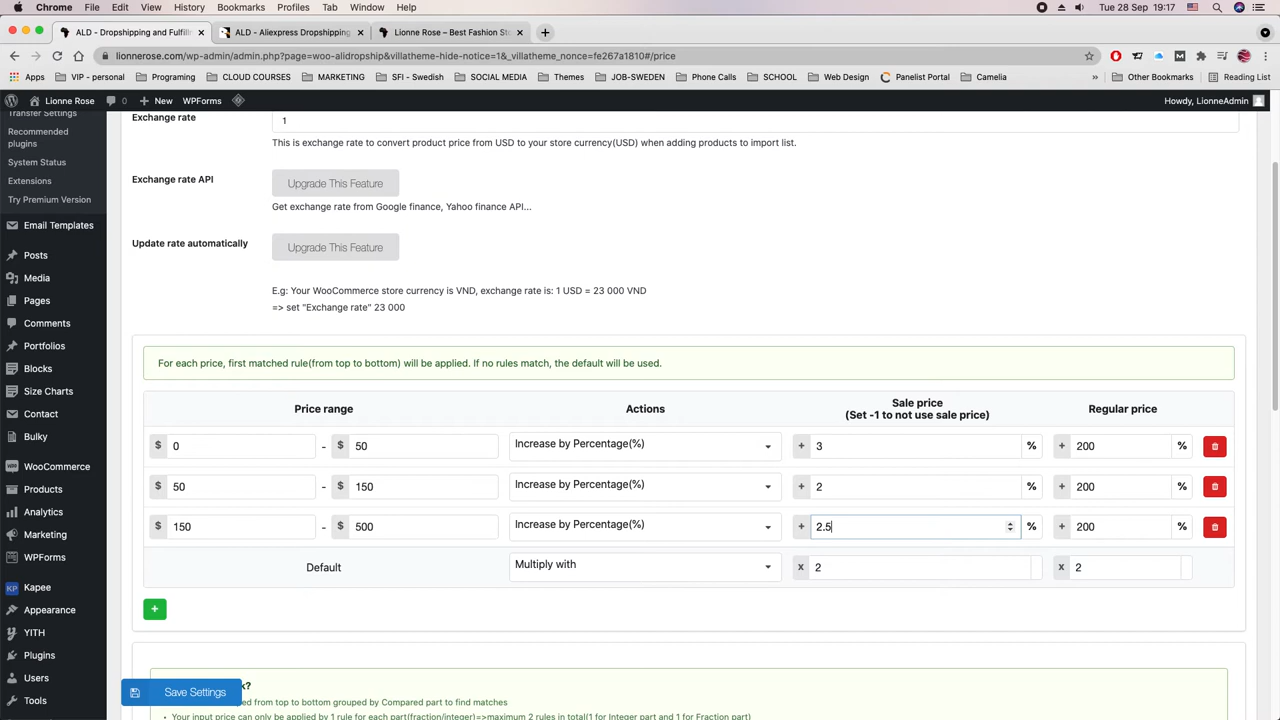 Chrome File Edit View History Bookmarks Profiles Tab Window Help
Tue 28 Sep 19:17
ALD - Dropshipping and Fulfilln
ALD - Aliexpress Dropshipping
Lionne Rose – Best Fashion Sto
lionnerose.com/wp-admin/admin.php?page=woo-alidropship&villatheme-hide-notice=1&_villatheme_nonce=fe267a1810#/price
Apps VIP - personal Programing CLOUD COURSES MARKETING SFI - Swedish SOCIAL MEDIA Themes JOB-SWEDEN Phone Calls SCHOOL Web Design Panelist Portal Camelia » Other Bookmarks Reading List
Lionne Rose 0 + New WPForms Howdy, LionneAdmin
Transfer Settings
Recommended
plugins
System Status
Extensions
Try Premium Version
Email Templates
Posts
Media
Pages
Comments
Portfolios
Blocks
Size Charts
Contact
Bulky
WooCommerce
Products
Analytics
Marketing
WPForms
KP Kapee
Appearance
YITH
Plugins
Users
Tools
Exchange rate 1
This is exchange rate to convert product price from USD to your store currency(USD) when adding products to import list.
Exchange rate API Upgrade This Feature
Get exchange rate from Google finance, Yahoo finance API...
Update rate automatically Upgrade This Feature
E.g: Your WooCommerce store currency is VND, exchange rate is: 1 USD = 23 000 VND
=> set "Exchange rate" 23 000
For each price, first matched rule(from top to bottom) will be applied. If no rules match, the default will be used.
Price range Actions Sale price
(Set -1 to not use sale price) Regular price
$ 0 - $ 50 Increase by Percentage(%) + 3 % + 200 %
$ 50 - $ 150 Increase by Percentage(%) + 2 % + 200 %
$ 150 - $ 500 Increase by Percentage(%) + 2.5 % + 200 %
Default Multiply with x 2 x 2
+
Save Settings
k?
ped from top to bottom grouped by Compared part to find matches
• Your input price can only be applied by 1 rule for each part(fraction/integer)=>maximum 2 rules in total(1 for Integer part and 1 for Fraction part)